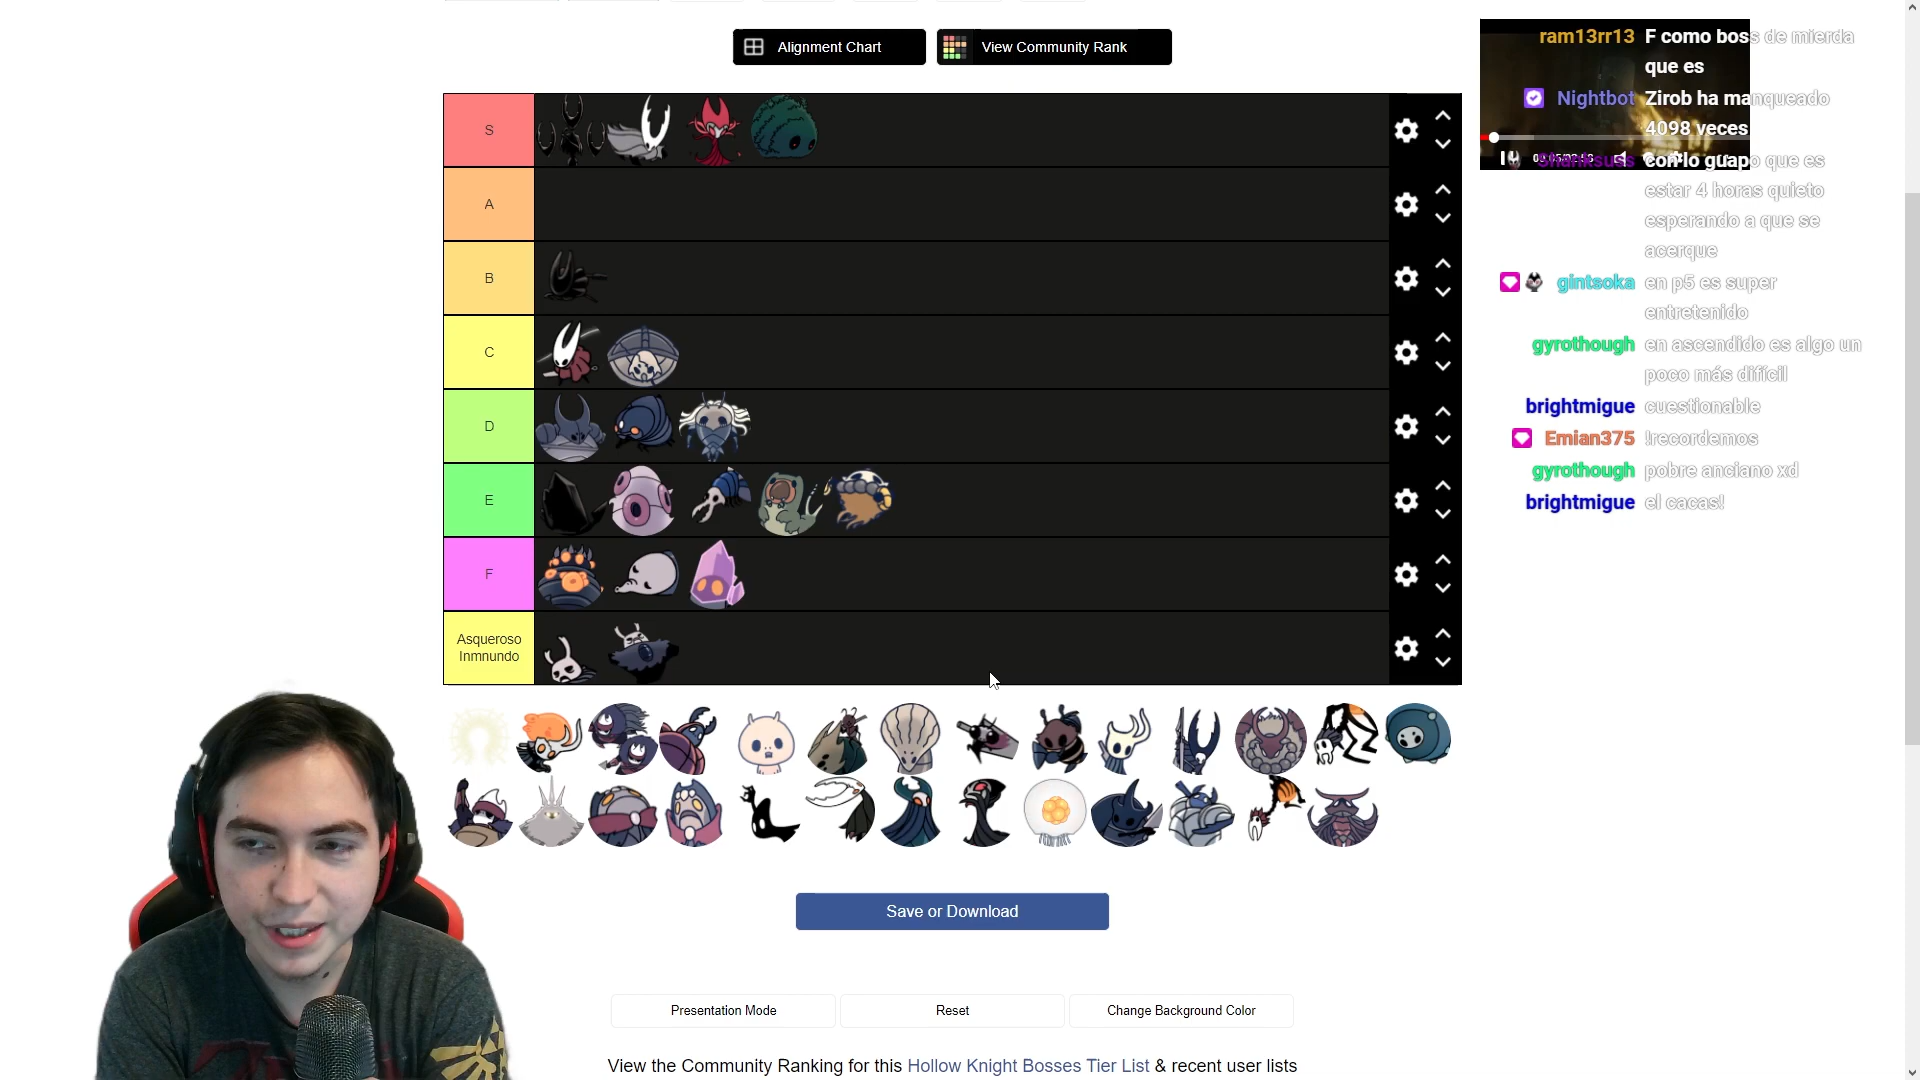 Alignment Chart
View Community Rank
S
A
B
C
D
E
F
Asqueroso
Inmnundo
Save or Download
Presentation Mode
Reset
Change Background Color
View the Community Ranking for this Hollow Knight Bosses Tier List & recent user lists
ram13rr13 F como boss de mierda
que es
Nightbot Zirob ha manqueado
4098 veces
Shanksuss con lo guapo que es
estar 4 horas quieto
esperando a que se
acerque
gintsoka en p5 es super
entretenido
gyrothough en ascendido es algo un
poco más difícil
brightmigue cuestionable
Emian375 !recordemos
gyrothough pobre anciano xd
brightmigue el cacas!